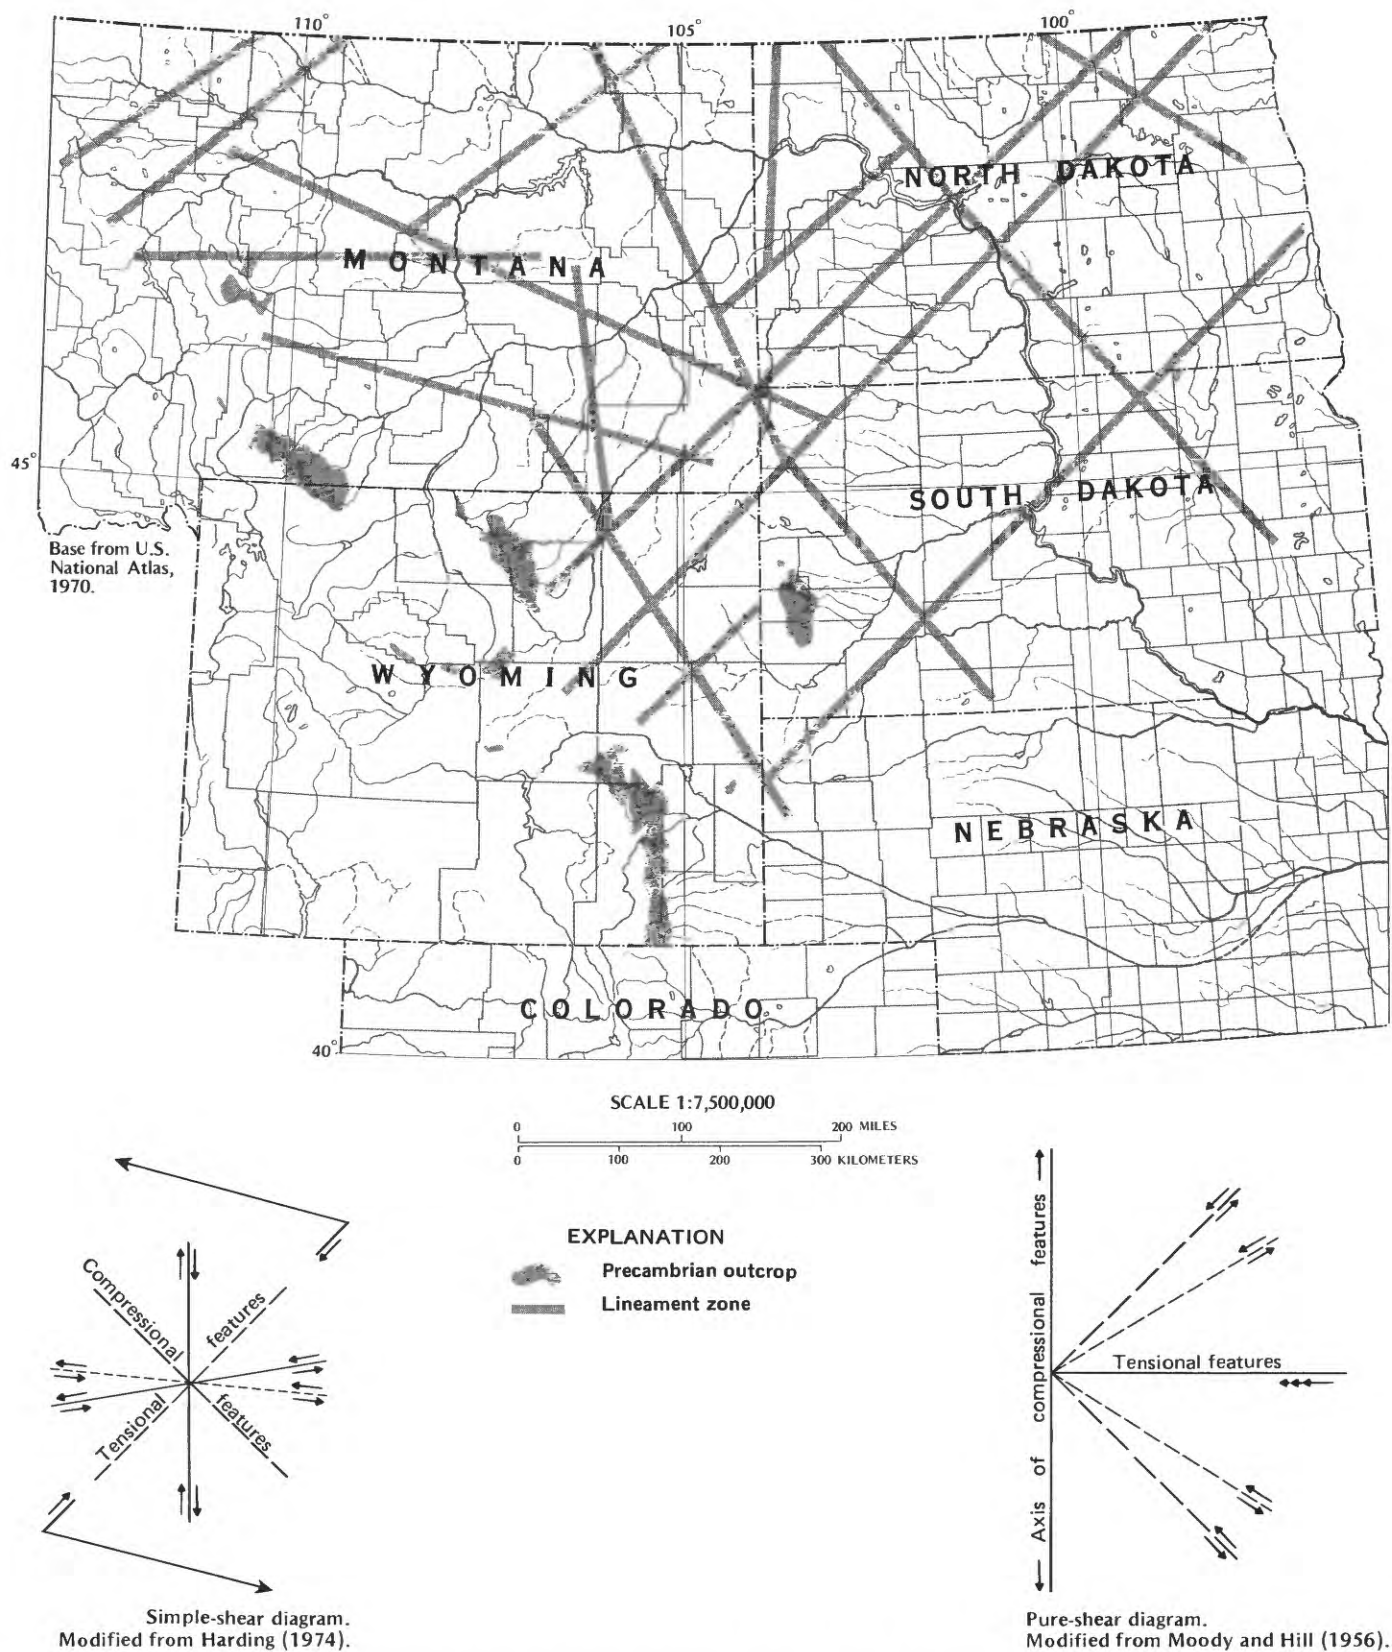 110°
105°
100°
NORTH DAKOTA
MONTANA
45°
SOUTH DAKOTA
Base from U.S.
National Atlas,
1970.
WYOMING
NEBRASKA
COLORADO
40°
SCALE 1:7,500,000
0 100 200 MILES
0 100 200 300 KILOMETERS
EXPLANATION
Precambrian outcrop
Lineament zone
Compressional features
Tensional features
Simple-shear diagram.
Modified from Harding (1974).
Axis of compressional features
Tensional features
Pure-shear diagram.
Modified from Moody and Hill (1956).